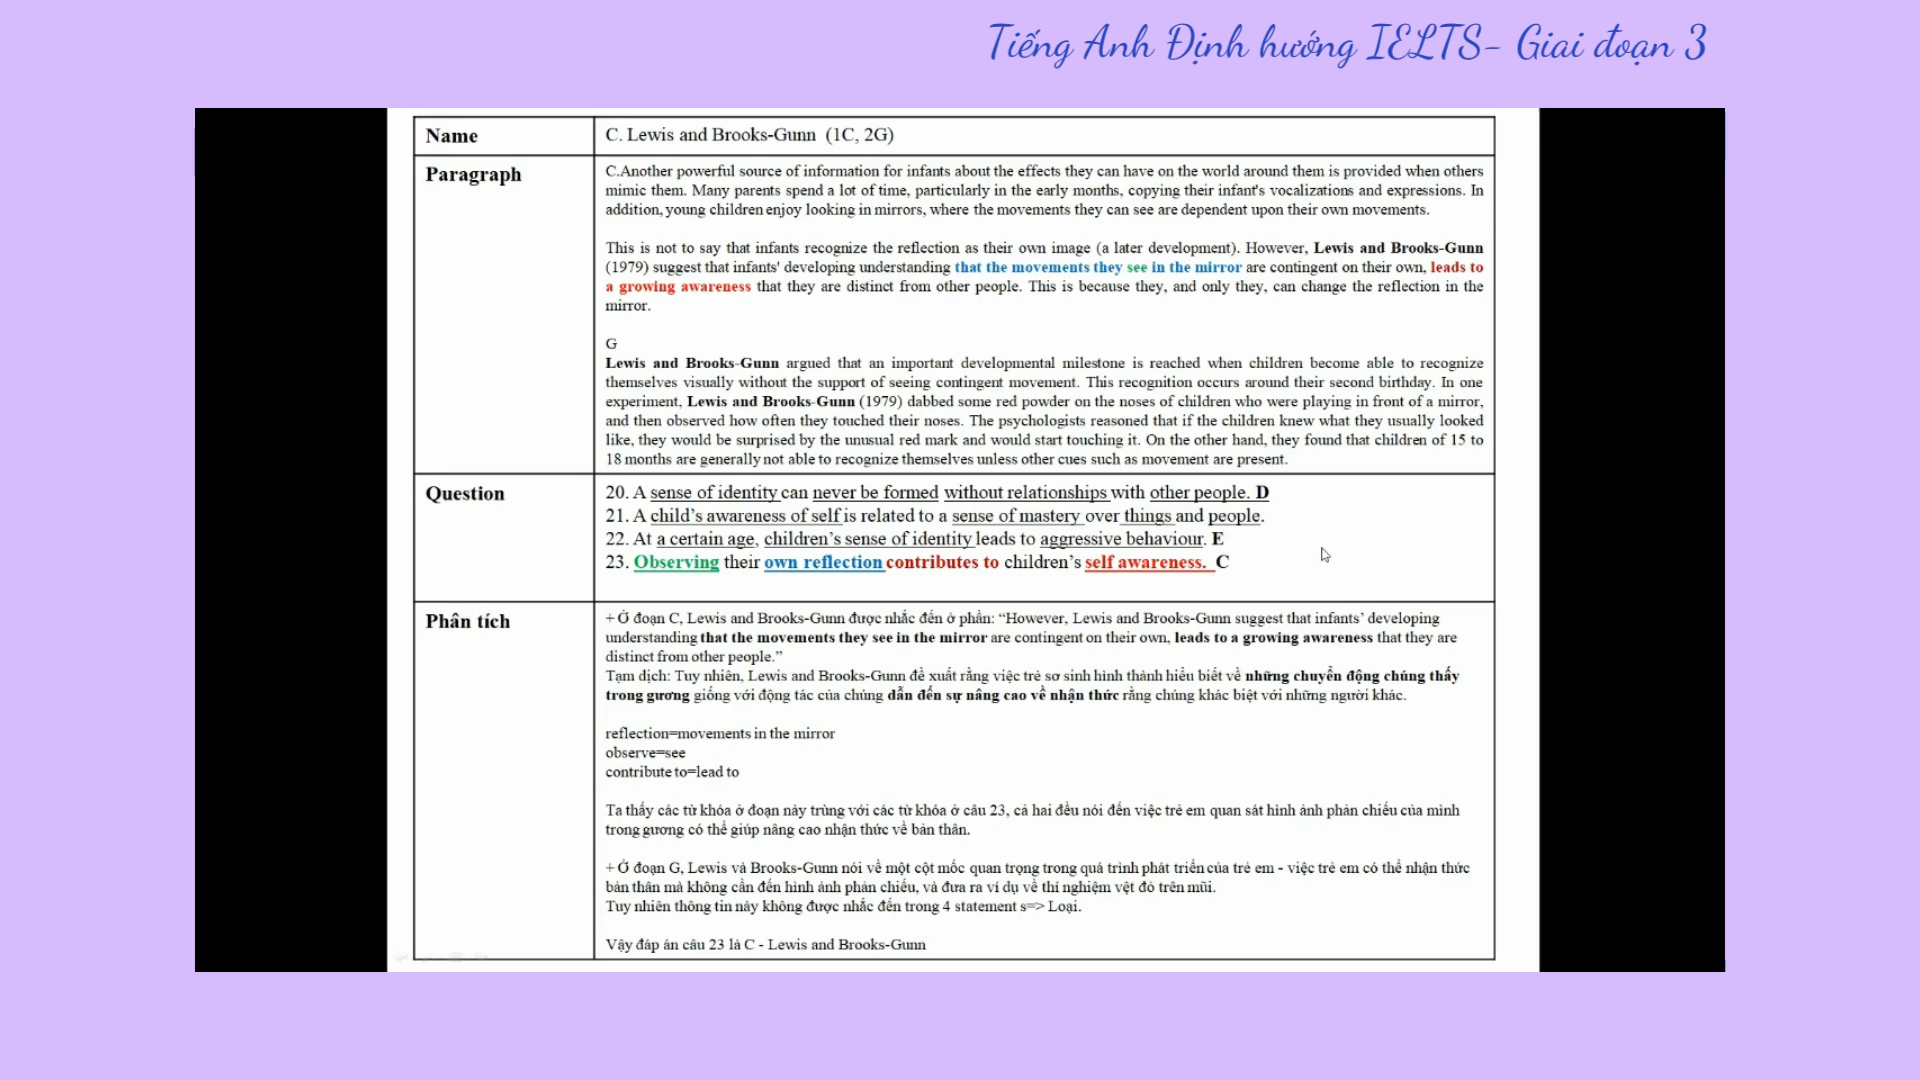 Tiếng Anh Định hướng IELTS- Giai đoạn 3
Name
C. Lewis and Brooks-Gunn (1C, 2G)
Paragraph
C.Another powerful source of information for infants about the effects they can have on the world around them is provided when others
mimic them. Many parents spend a lot of time, particularly in the early months, copying their infant's vocalizations and expressions. In
addition, young children enjoy looking in mirrors, where the movements they can see are dependent upon their own movements.
This is not to say that infants recognize the reflection as their own image (a later development). However, Lewis and Brooks-Gunn
(1979) suggest that infants' developing understanding that the movements they see in the mirror are contingent on their own, leads to
a growing awareness that they are distinct from other people. This is because they, and only they, can change the reflection in the
mirror.
G
Lewis and Brooks-Gunn argued that an important developmental milestone is reached when children become able to recognize
themselves visually without the support of seeing contingent movement. This recognition occurs around their second birthday. In one
experiment, Lewis and Brooks-Gunn (1979) dabbed some red powder on the noses of children who were playing in front of a mirror,
and then observed how often they touched their noses. The psychologists reasoned that if the children knew what they usually looked
like, they would be surprised by the unusual red mark and would start touching it. On the other hand, they found that children of 15 to
18 months are generally not able to recognize themselves unless other cues such as movement are present.
Question
20. A sense of identity can never be formed without relationships with other people. D
21. A child's awareness of self is related to a sense of mastery over things and people.
22. At a certain age, children's sense of identity leads to aggressive behaviour. E
23. Observing their own reflection contributes to children's self awareness. C
Phân tích
+ Ở đoạn C, Lewis and Brooks-Gunn được nhắc đến ở phần: “However, Lewis and Brooks-Gunn suggest that infants’ developing
understanding that the movements they see in the mirror are contingent on their own, leads to a growing awareness that they are
distinct from other people.”
Tạm dịch: Tuy nhiên, Lewis and Brooks-Gunn đề xuất rằng việc trẻ sơ sinh hình thành hiểu biết về những chuyển động chúng thấy
trong gương giống với động tác của chúng dẫn đến sự nâng cao về nhận thức rằng chúng khác biệt với những người khác.
reflection=movements in the mirror
observe=see
contribute to=lead to
Ta thấy các từ khóa ở đoạn này trùng với các từ khóa ở câu 23, cả hai đều nói đến việc trẻ em quan sát hình ảnh phản chiếu của mình
trong gương có thể giúp nâng cao nhận thức về bản thân.
+ Ở đoạn G, Lewis và Brooks-Gunn nói về một cột mốc quan trọng trong quá trình phát triển của trẻ em - việc trẻ em có thể nhận thức
bản thân mà không cần đến hình ảnh phản chiếu, và đưa ra ví dụ về thí nghiệm vệt đỏ trên mũi.
Tuy nhiên thông tin này không được nhắc đến trong 4 statement s=> Loại.
Vậy đáp án câu 23 là C - Lewis and Brooks-Gunn